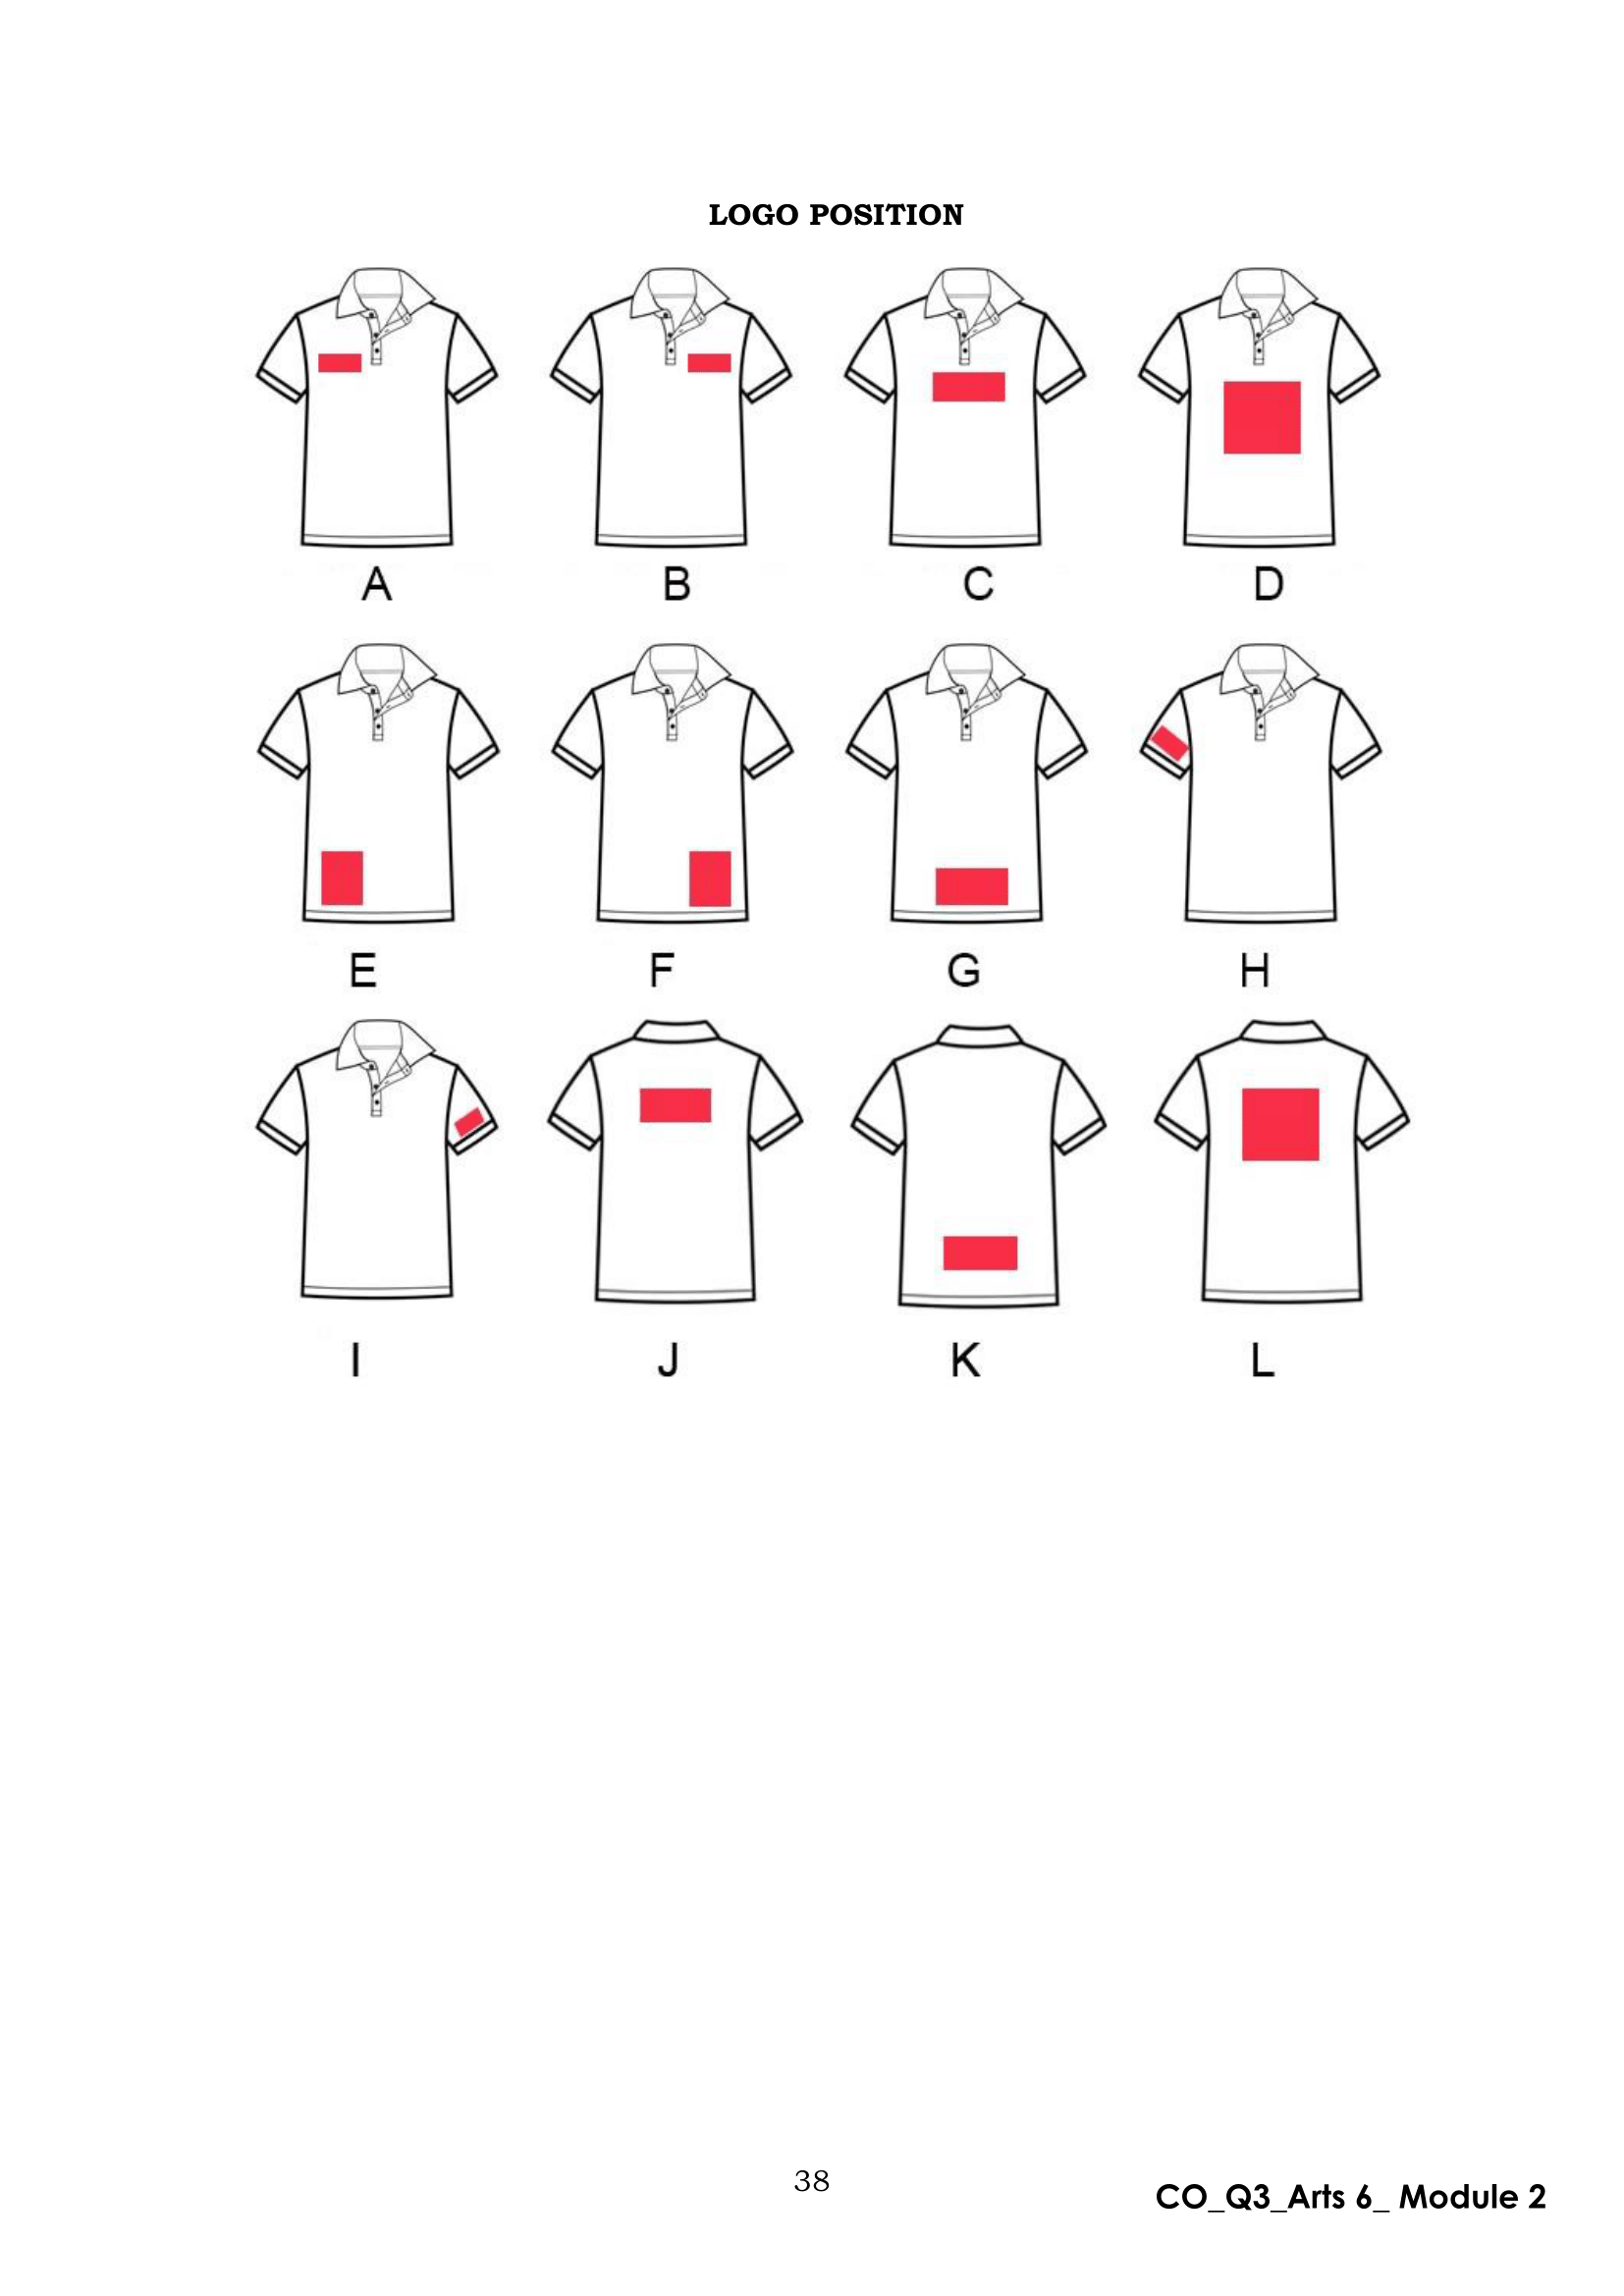 LOGO POSITION
A B C D
E F G H
I J K L
38
CO_Q3_Arts 6_ Module 2